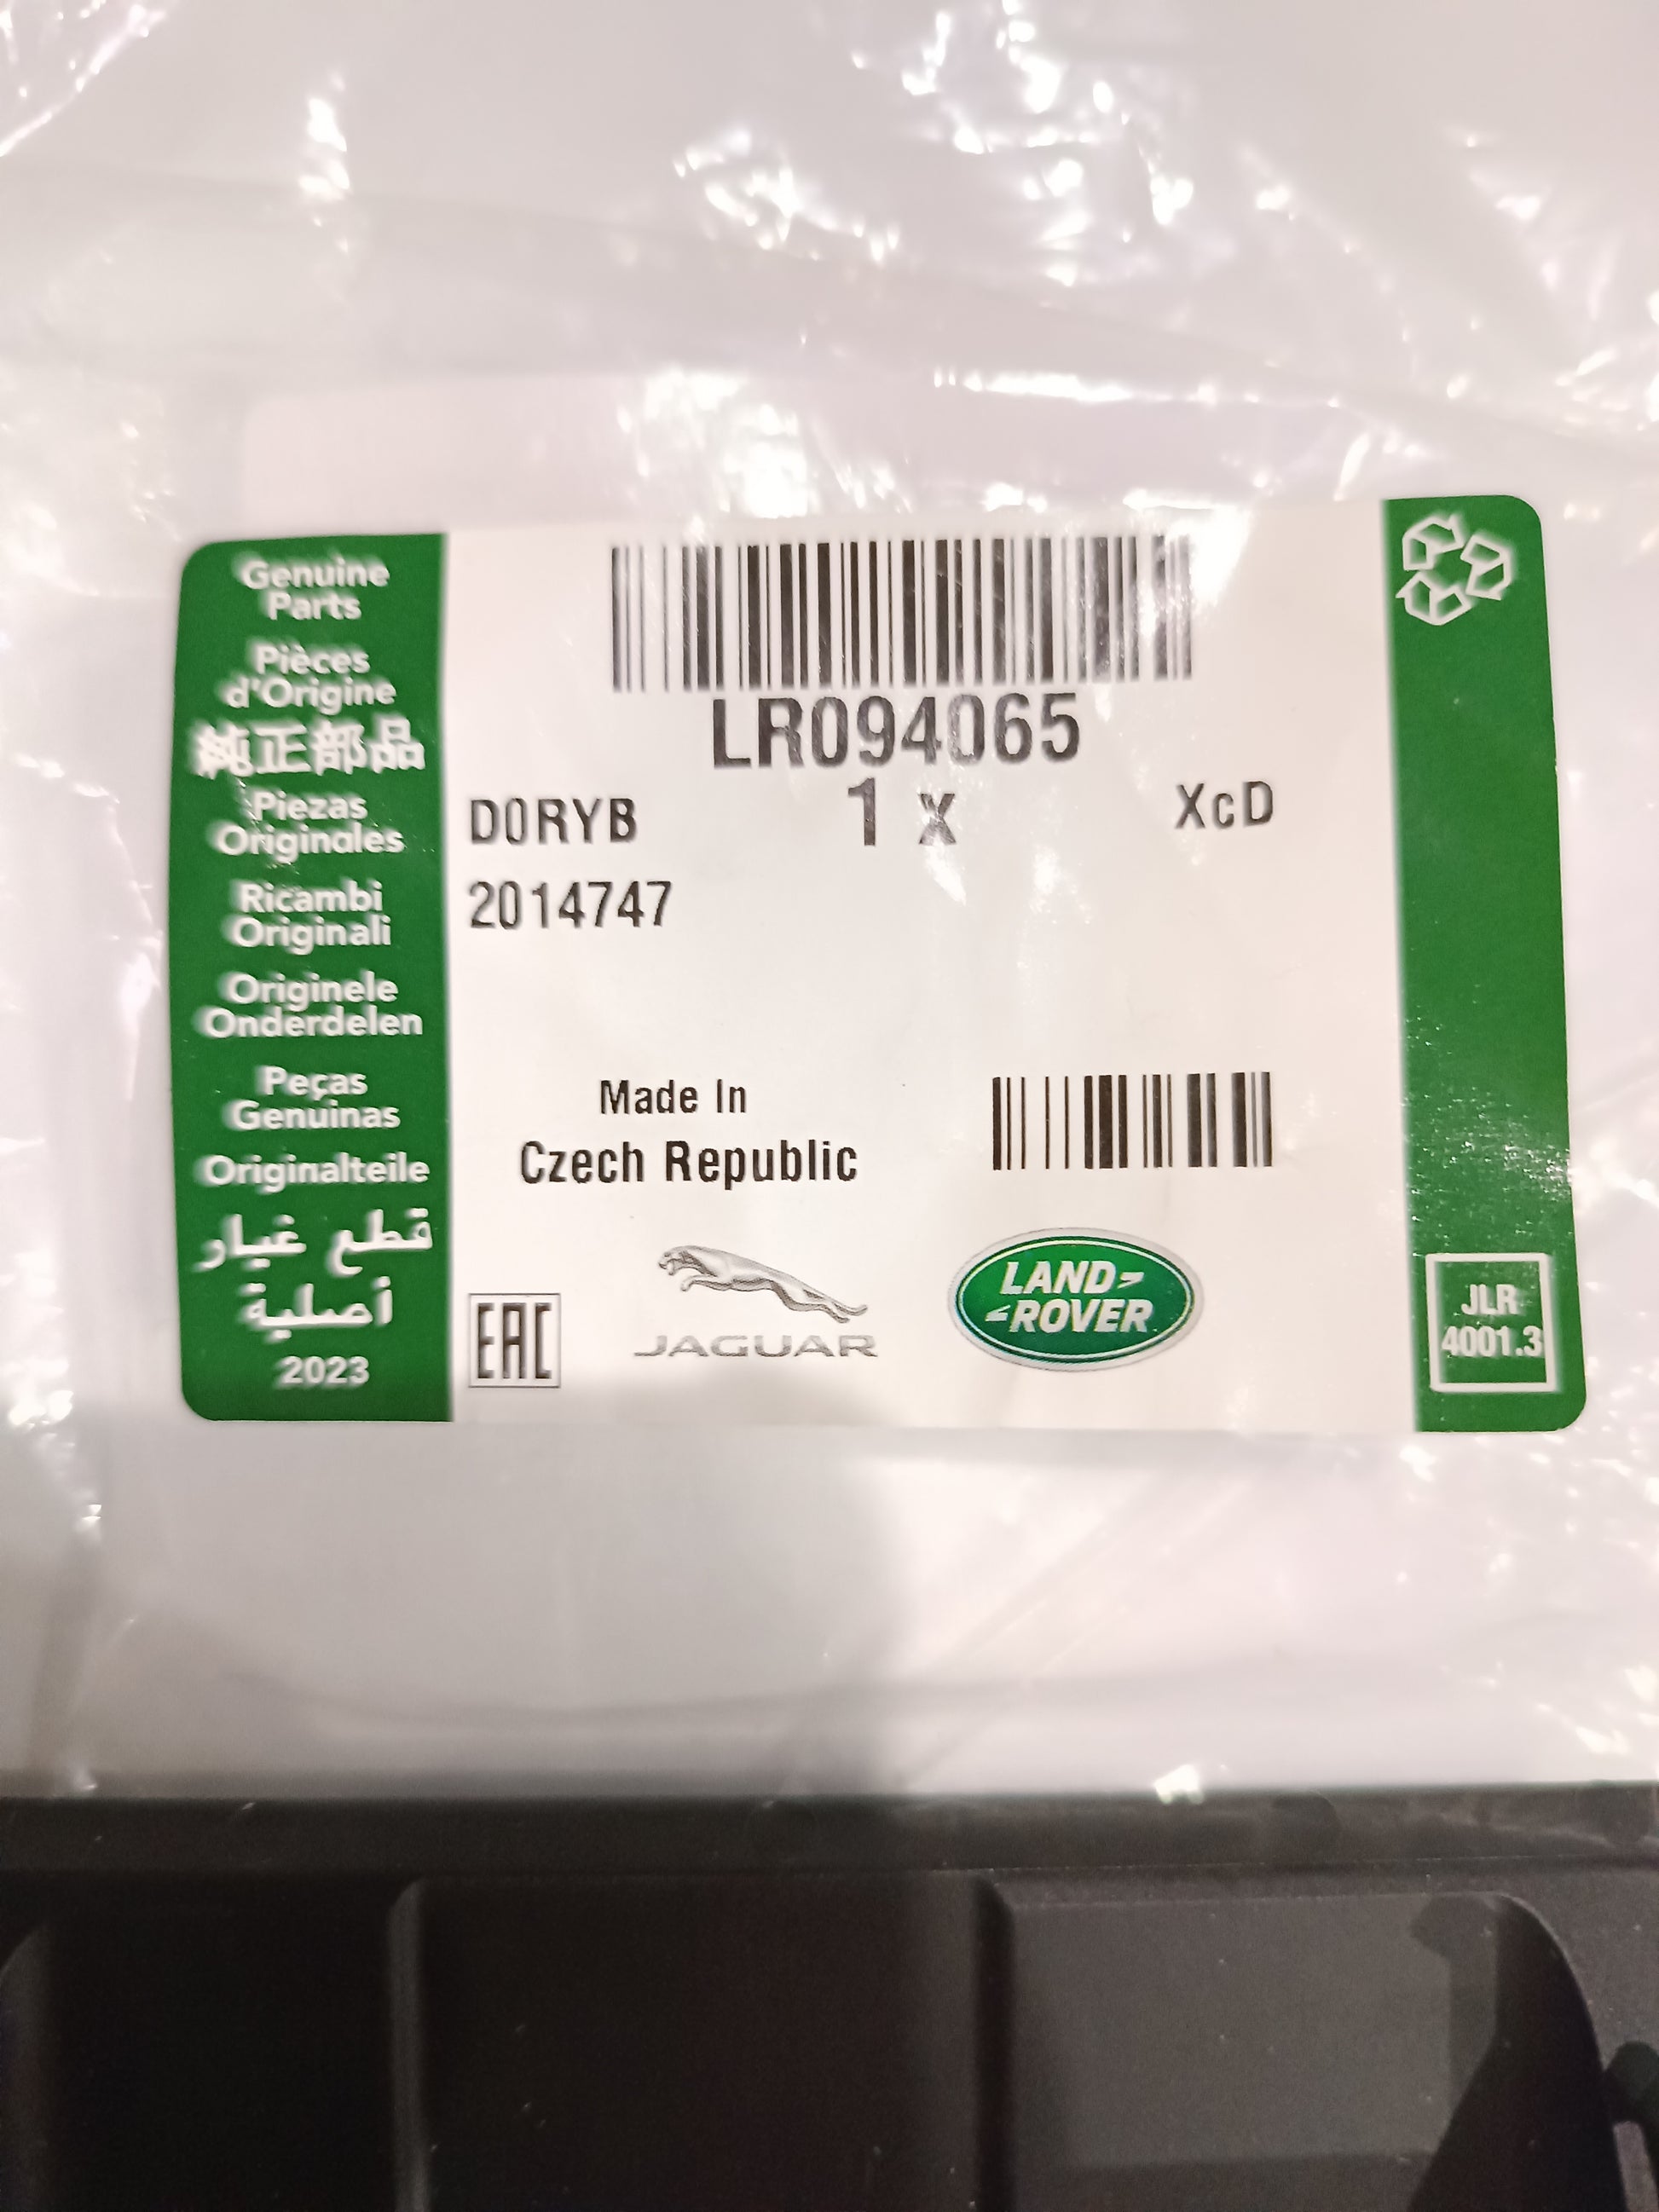 Genuine
Parts
Pièces
d'Origine
純正部品
Piezas
Originales
Ricambi
Originali
Originele
Onderdelen
Peças
Genuinas
Originalteile
قطع غيار
أصلية
2023
LR094065
DORYB 1 x XcD
2014747
Made In
Czech Republic
EAC
JAGUAR
LAND
ROVER
JLR
4001.3